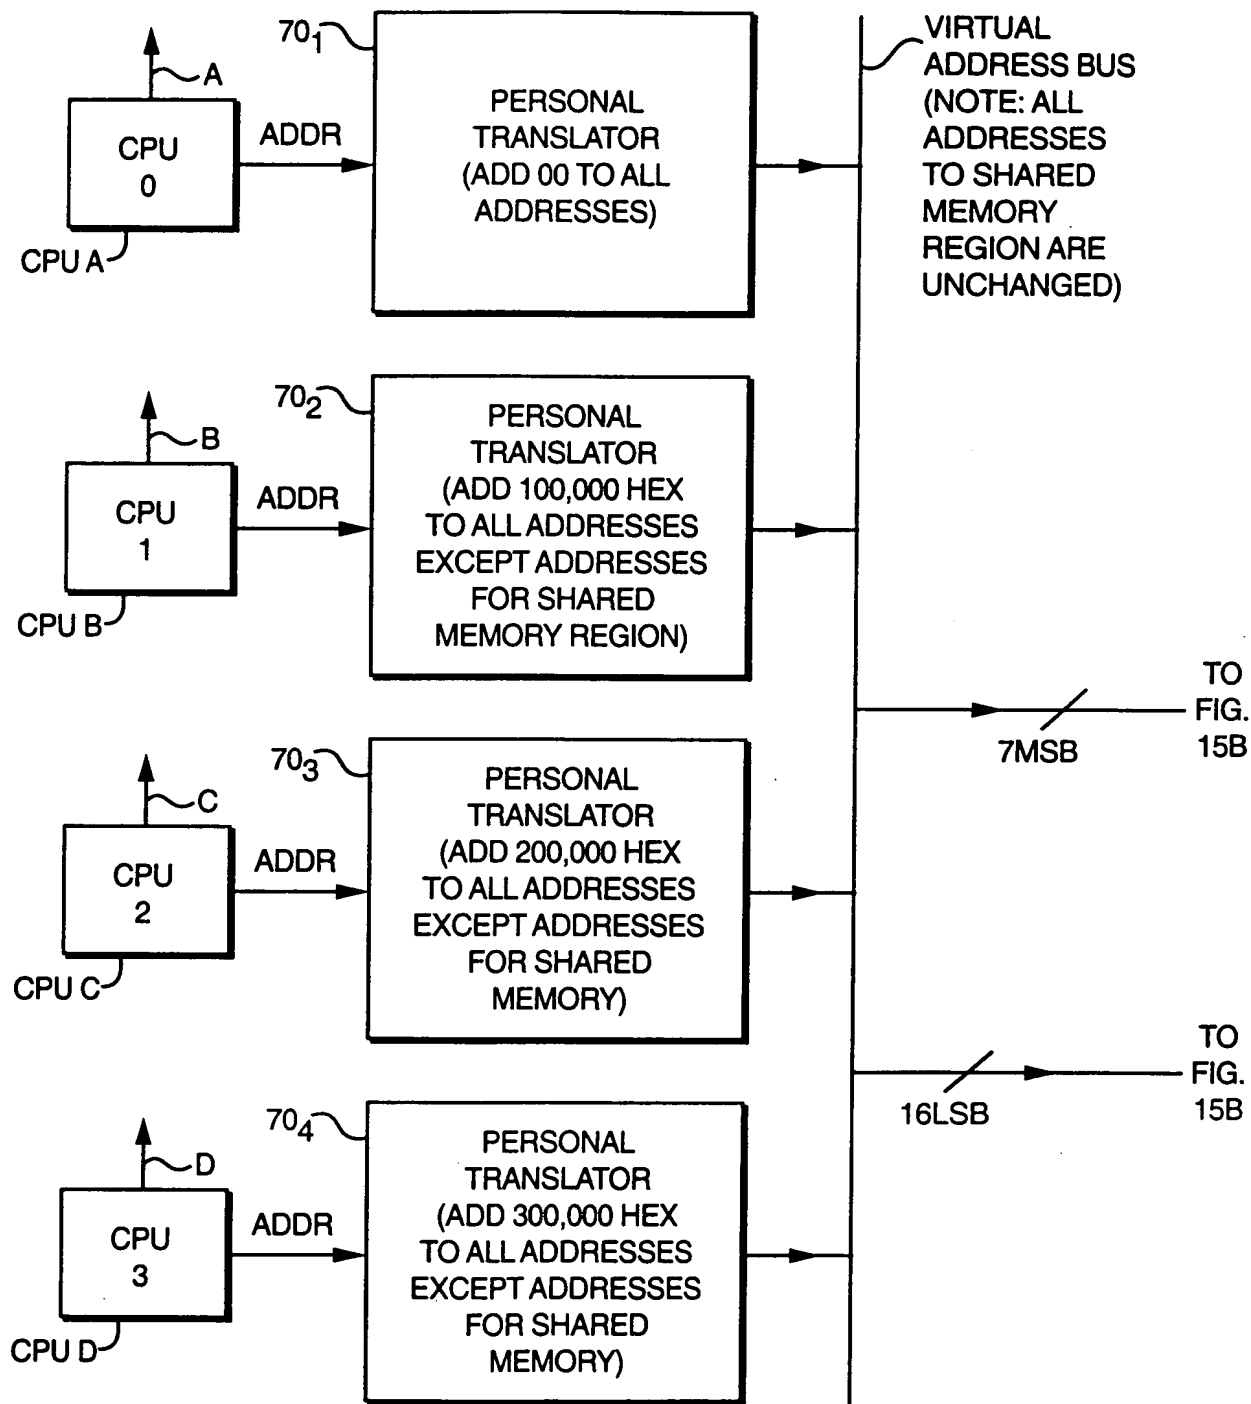 70₁
A
CPU
0
ADDR
CPU A
PERSONAL
TRANSLATOR
(ADD 00 TO ALL
ADDRESSES)
VIRTUAL
ADDRESS BUS
(NOTE: ALL
ADDRESSES
TO SHARED
MEMORY
REGION ARE
UNCHANGED)
70₂
B
CPU
1
ADDR
CPU B
PERSONAL
TRANSLATOR
(ADD 100,000 HEX
TO ALL ADDRESSES
EXCEPT ADDRESSES
FOR SHARED
MEMORY REGION)
TO
FIG.
15B
7MSB
70₃
C
CPU
2
ADDR
CPU C
PERSONAL
TRANSLATOR
(ADD 200,000 HEX
TO ALL ADDRESSES
EXCEPT ADDRESSES
FOR SHARED
MEMORY)
TO
FIG.
15B
16LSB
70₄
D
CPU
3
ADDR
CPU D
PERSONAL
TRANSLATOR
(ADD 300,000 HEX
TO ALL ADDRESSES
EXCEPT ADDRESSES
FOR SHARED
MEMORY)